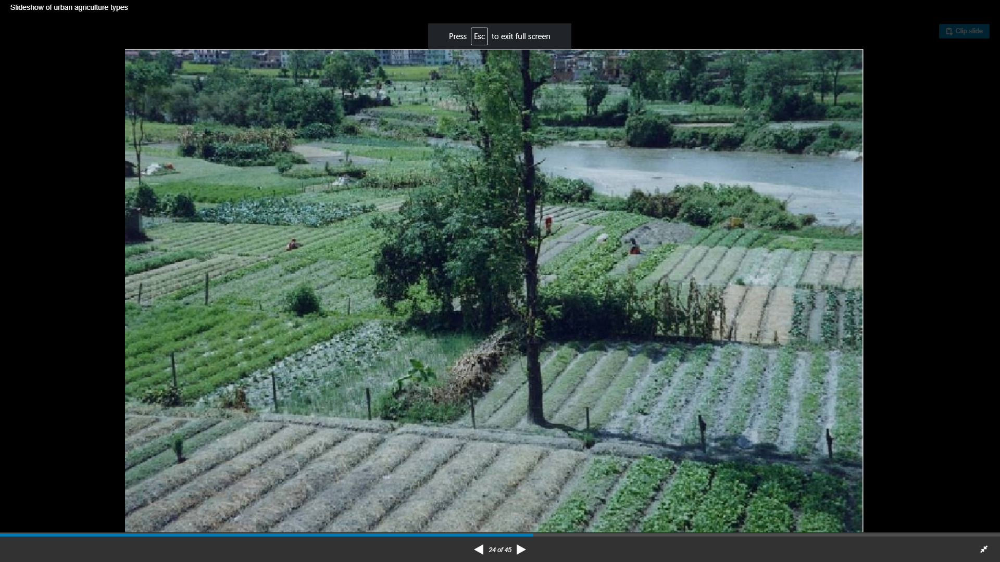 Slideshow of urban agriculture types
Press Esc to exit full screen
Clip slide
24 of 45